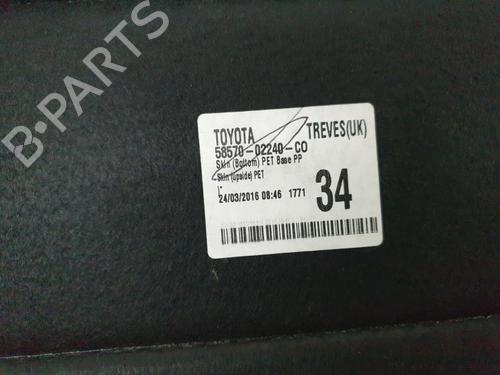 TOYOTA TREVES(UK)
58570-02240-C0
Skin (Bottom) PET Base PP
Skin (upside) PET
24/03/2016 08:46 1771
34
B-PARTS